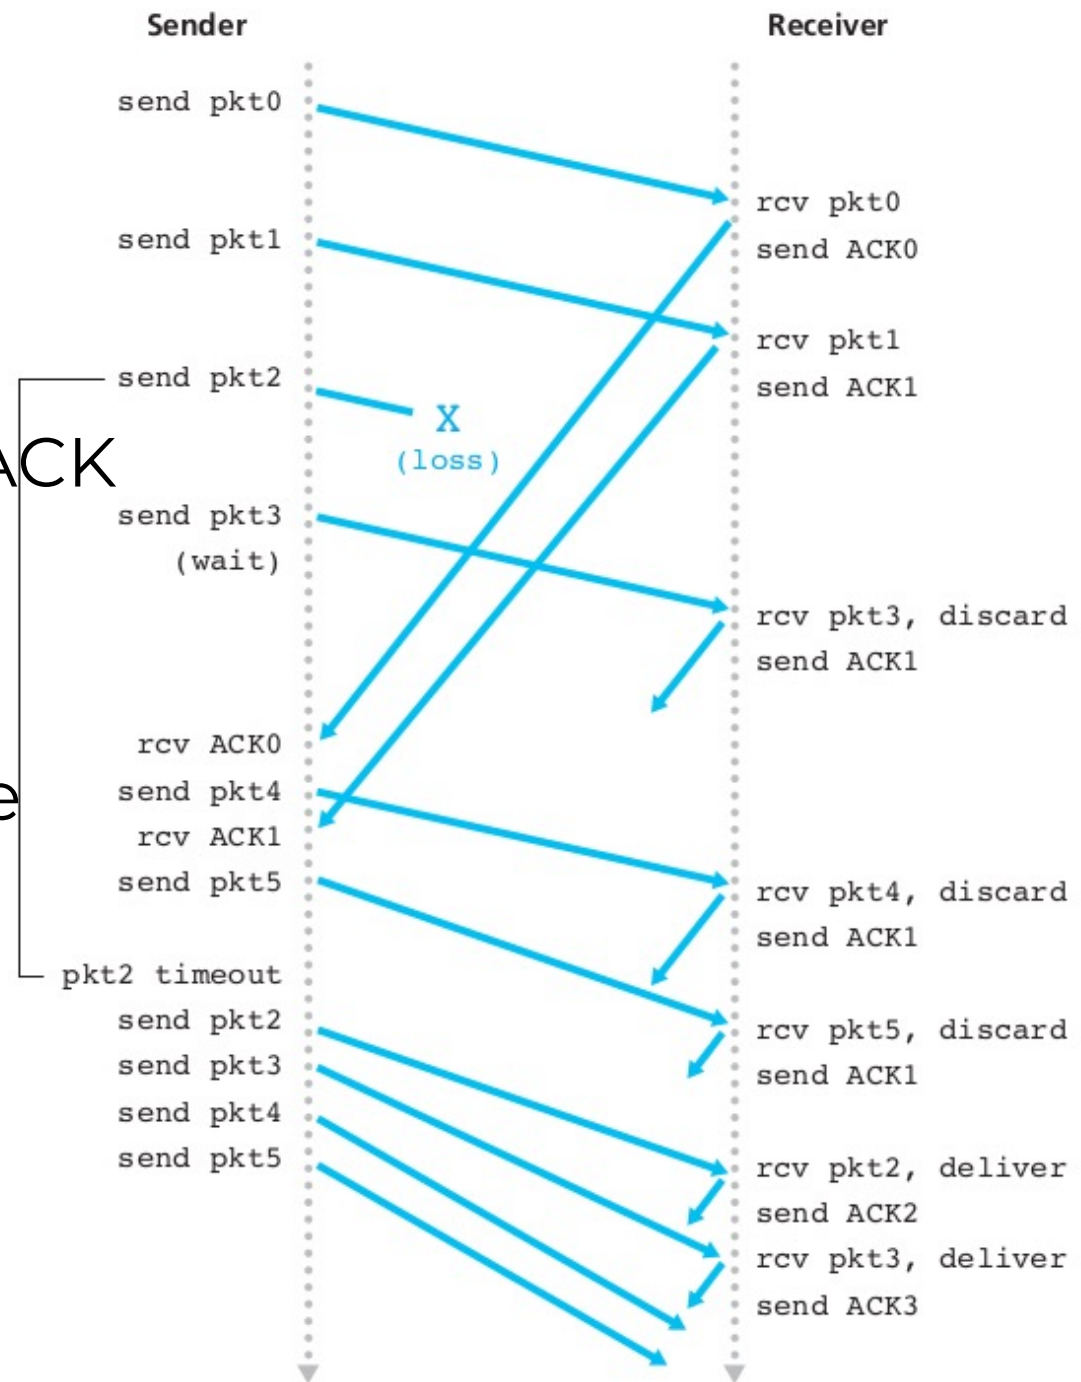 Sender
Receiver
send pkt0
rcv pkt0
send ACK0
send pkt1
rcv pkt1
send ACK1
send pkt2
X
(loss)
ACK
send pkt3
(wait)
rcv pkt3, discard
send ACK1
rcv ACK0
send pkt4
e
rcv ACK1
send pkt5
rcv pkt4, discard
send ACK1
pkt2 timeout
send pkt2
rcv pkt5, discard
send pkt3
send ACK1
send pkt4
send pkt5
rcv pkt2, deliver
send ACK2
rcv pkt3, deliver
send ACK3